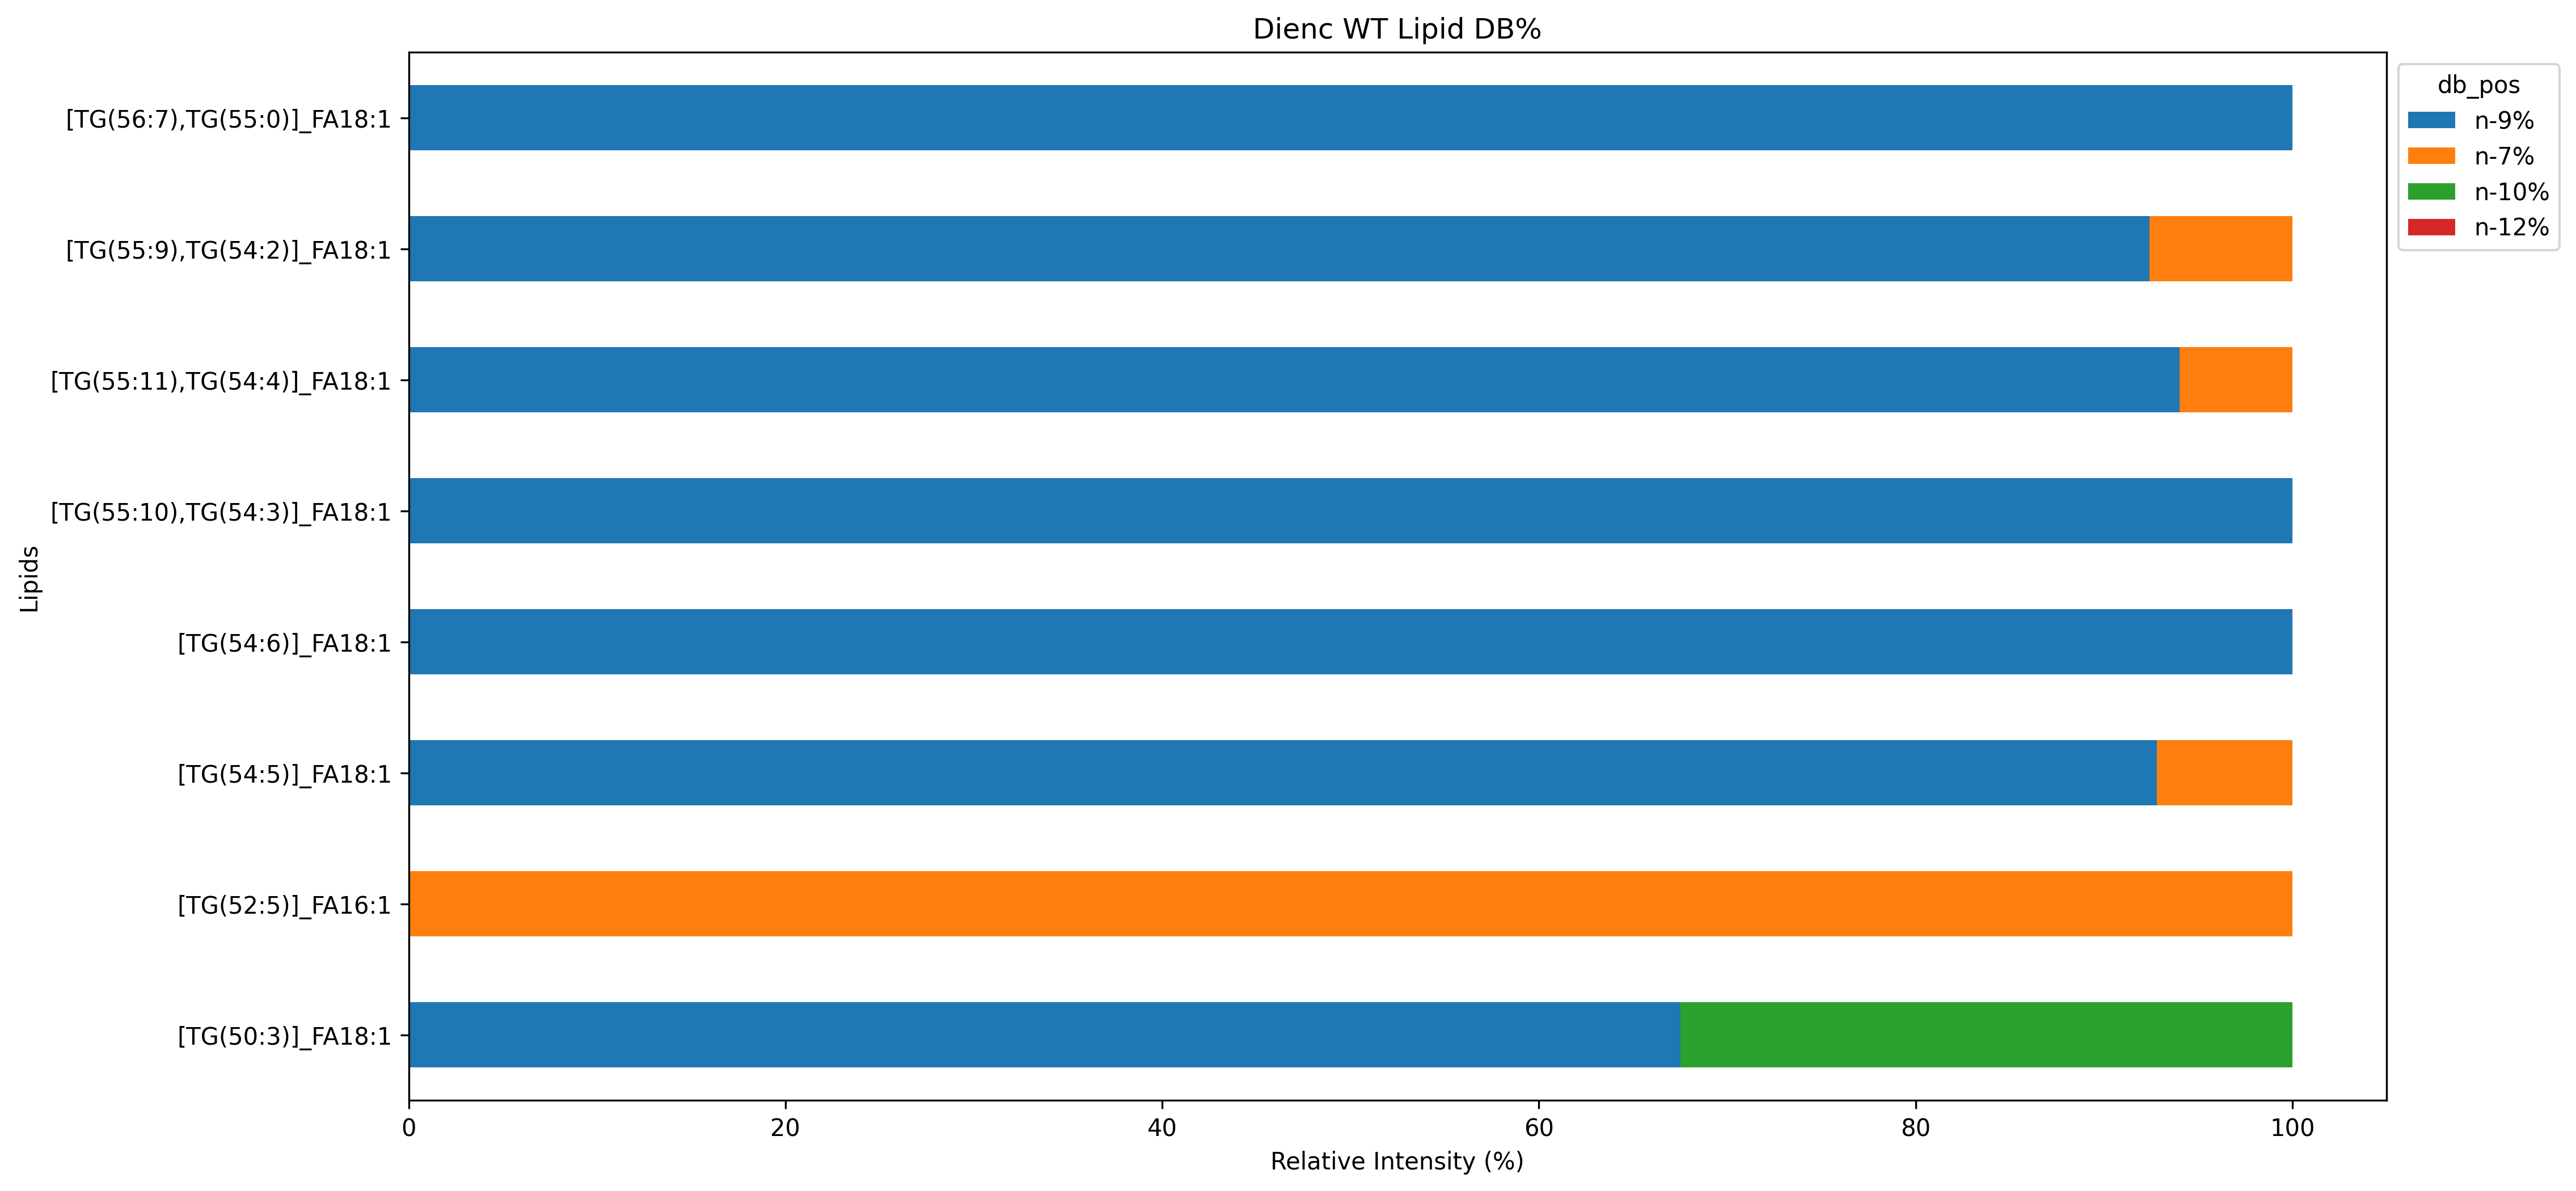 Dienc WT Lipid DB%
db_pos
n-9%
n-7%
n-10%
n-12%
Lipids
[TG(56:7),TG(55:0)]_FA18:1
[TG(55:9),TG(54:2)]_FA18:1
[TG(55:11),TG(54:4)]_FA18:1
[TG(55:10),TG(54:3)]_FA18:1
[TG(54:6)]_FA18:1
[TG(54:5)]_FA18:1
[TG(52:5)]_FA16:1
[TG(50:3)]_FA18:1
0 20 40 60 80 100
Relative Intensity (%)